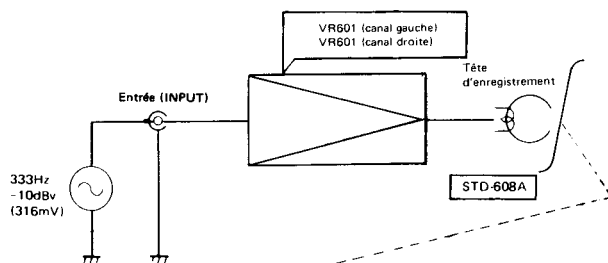 VR601 (canal gauche)
VR601 (canal droite)
Tête
d'enregistrement
Entrée (INPUT)
333Hz
-10dBv
(316mV)
STD-608A